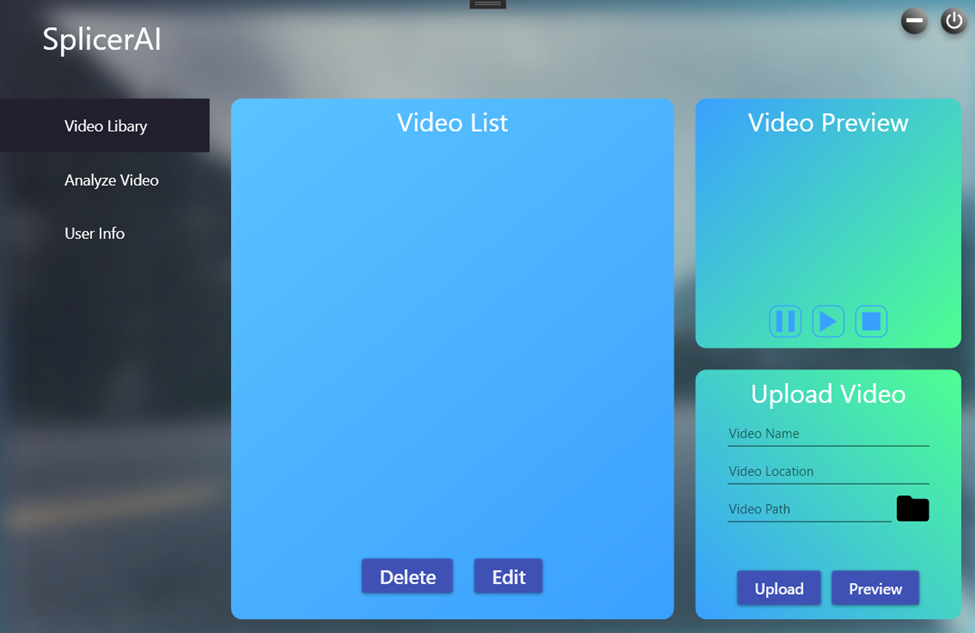 SplicerAI
Video Libary
Analyze Video
User Info
Video List
Delete
Edit
Video Preview
Upload Video
Video Name
Video Location
Video Path
Upload
Preview